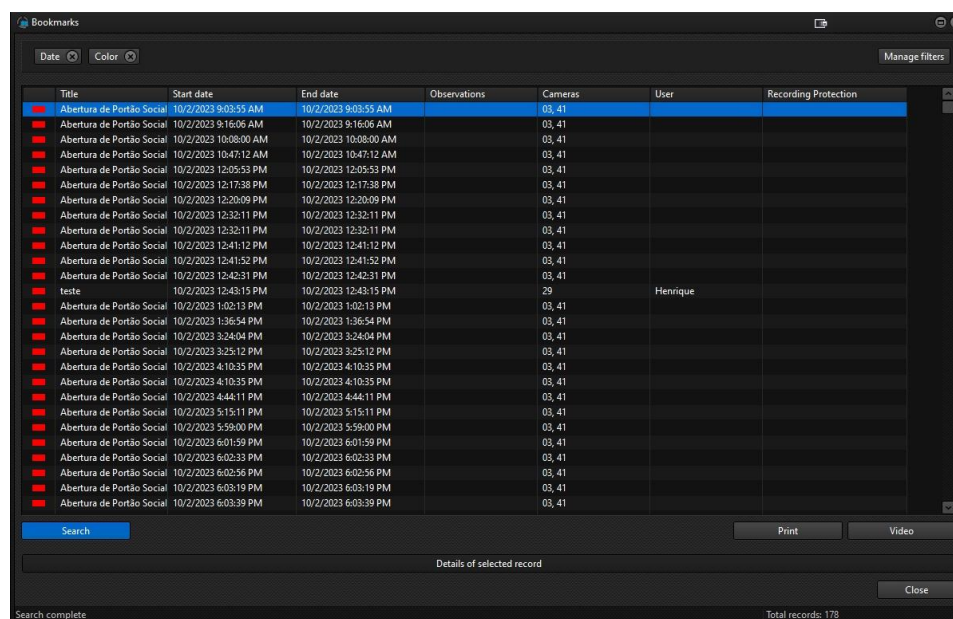 Bookmarks
Date Color Manage filters
Title Start date End date Observations Cameras User Recording Protection
Abertura de Portão Social 10/2/2023 9:03:55 AM 10/2/2023 9:03:55 AM 03, 41
Abertura de Portão Social 10/2/2023 9:16:06 AM 10/2/2023 9:16:06 AM 03, 41
Abertura de Portão Social 10/2/2023 10:08:00 AM 10/2/2023 10:08:00 AM 03, 41
Abertura de Portão Social 10/2/2023 10:47:12 AM 10/2/2023 10:47:12 AM 03, 41
Abertura de Portão Social 10/2/2023 12:05:53 PM 10/2/2023 12:05:53 PM 03, 41
Abertura de Portão Social 10/2/2023 12:17:38 PM 10/2/2023 12:17:38 PM 03, 41
Abertura de Portão Social 10/2/2023 12:20:09 PM 10/2/2023 12:20:09 PM 03, 41
Abertura de Portão Social 10/2/2023 12:32:11 PM 10/2/2023 12:32:11 PM 03, 41
Abertura de Portão Social 10/2/2023 12:32:11 PM 10/2/2023 12:32:11 PM 03, 41
Abertura de Portão Social 10/2/2023 12:41:12 PM 10/2/2023 12:41:12 PM 03, 41
Abertura de Portão Social 10/2/2023 12:41:52 PM 10/2/2023 12:41:52 PM 03, 41
Abertura de Portão Social 10/2/2023 12:42:31 PM 10/2/2023 12:42:31 PM 03, 41
teste 10/2/2023 12:43:15 PM 10/2/2023 12:43:15 PM 29 Henrique
Abertura de Portão Social 10/2/2023 1:02:13 PM 10/2/2023 1:02:13 PM 03, 41
Abertura de Portão Social 10/2/2023 1:36:54 PM 10/2/2023 1:36:54 PM 03, 41
Abertura de Portão Social 10/2/2023 3:24:04 PM 10/2/2023 3:24:04 PM 03, 41
Abertura de Portão Social 10/2/2023 3:25:12 PM 10/2/2023 3:25:12 PM 03, 41
Abertura de Portão Social 10/2/2023 4:10:35 PM 10/2/2023 4:10:35 PM 03, 41
Abertura de Portão Social 10/2/2023 4:10:35 PM 10/2/2023 4:10:35 PM 03, 41
Abertura de Portão Social 10/2/2023 4:44:11 PM 10/2/2023 4:44:11 PM 03, 41
Abertura de Portão Social 10/2/2023 5:15:11 PM 10/2/2023 5:15:11 PM 03, 41
Abertura de Portão Social 10/2/2023 5:59:00 PM 10/2/2023 5:59:00 PM 03, 41
Abertura de Portão Social 10/2/2023 6:01:59 PM 10/2/2023 6:01:59 PM 03, 41
Abertura de Portão Social 10/2/2023 6:02:33 PM 10/2/2023 6:02:33 PM 03, 41
Abertura de Portão Social 10/2/2023 6:02:56 PM 10/2/2023 6:02:56 PM 03, 41
Abertura de Portão Social 10/2/2023 6:03:19 PM 10/2/2023 6:03:19 PM 03, 41
Abertura de Portão Social 10/2/2023 6:03:39 PM 10/2/2023 6:03:39 PM 03, 41
Search Print Video
Details of selected record
Close
Search complete Total records: 178